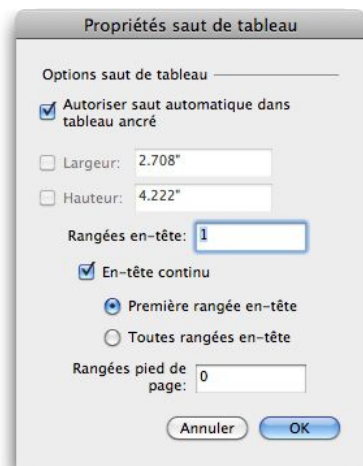 Propriétés saut de tableau
Options saut de tableau
Autoriser saut automatique dans
tableau ancré
Largeur: 2.708"
Hauteur: 4.222"
Rangées en-tête: 1
En-tête continu
Première rangée en-tête
Toutes rangées en-tête
Rangées pied de
page: 0
Annuler OK